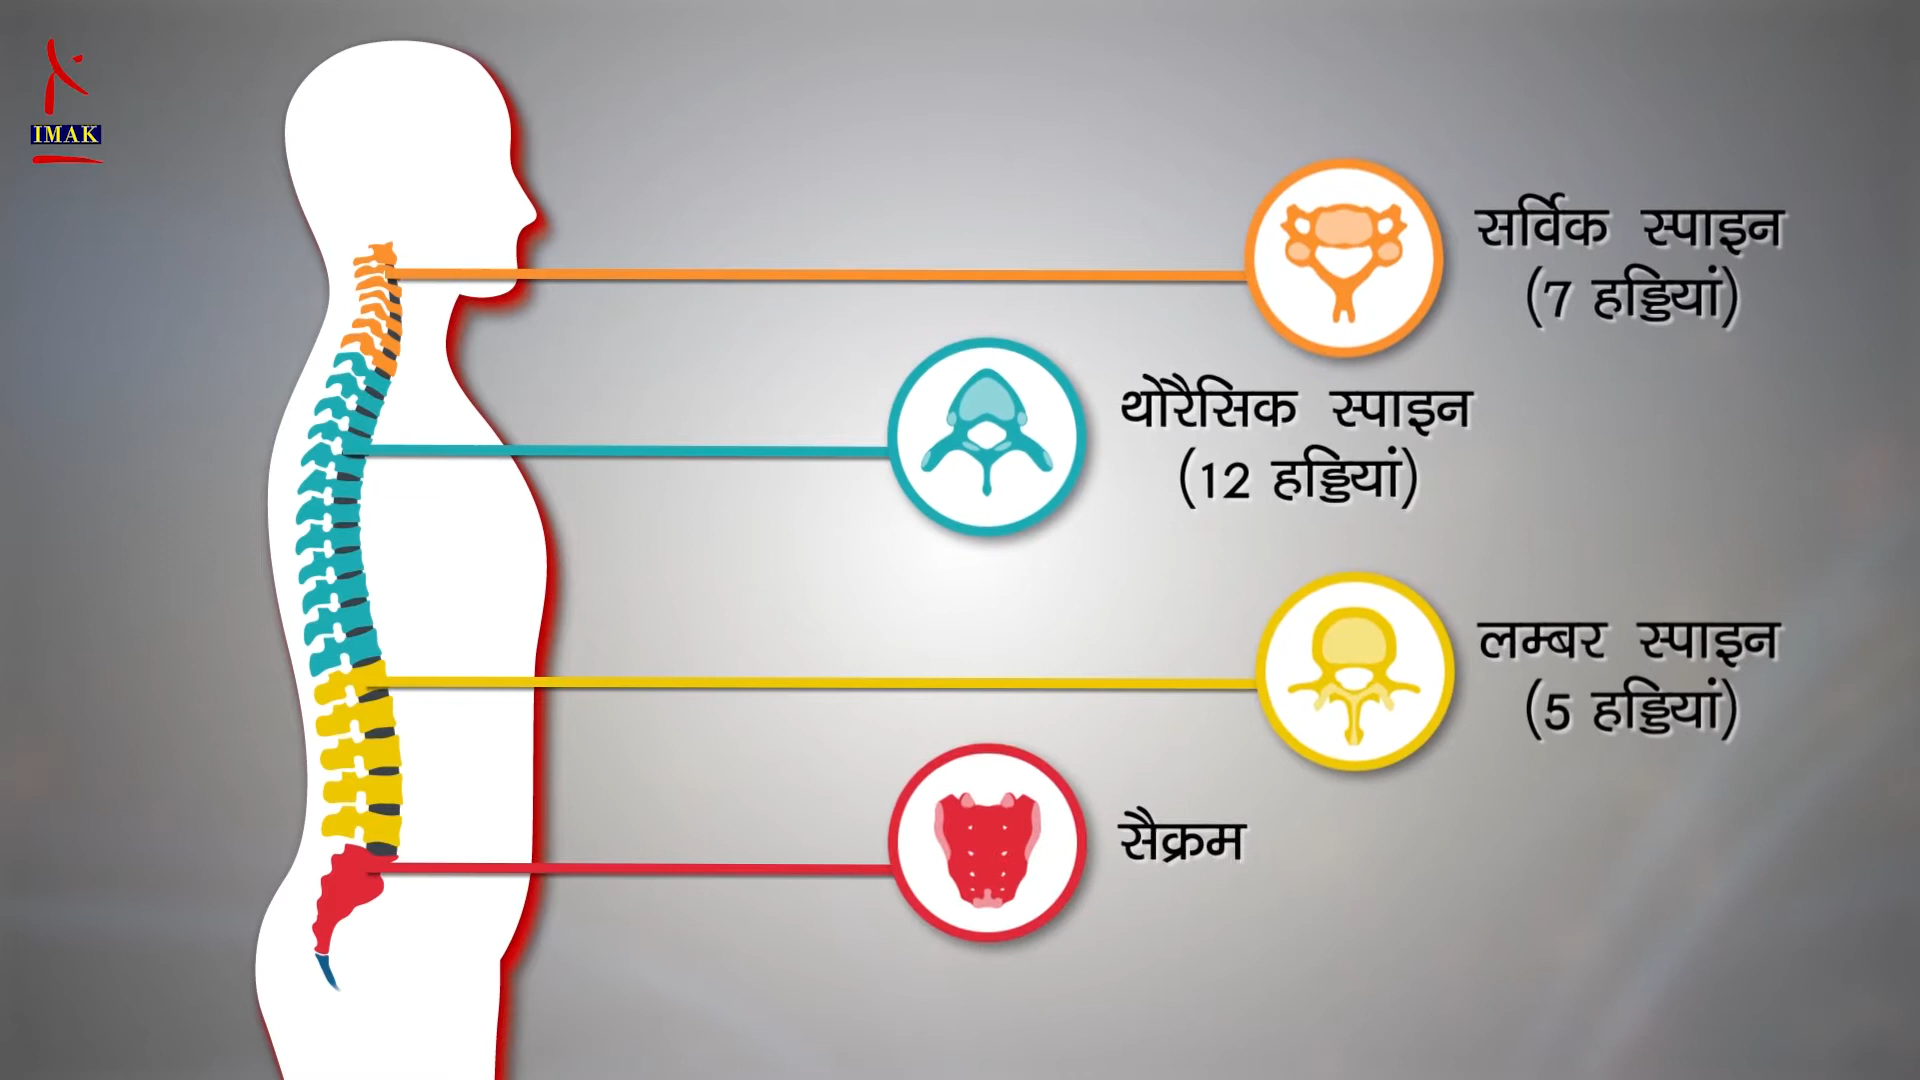 IMAK
सर्विक स्पाइन
(7 हड्डियां)
थोरैसिक स्पाइन
(12 हड्डियां)
लम्बर स्पाइन
(5 हड्डियां)
सैक्रम